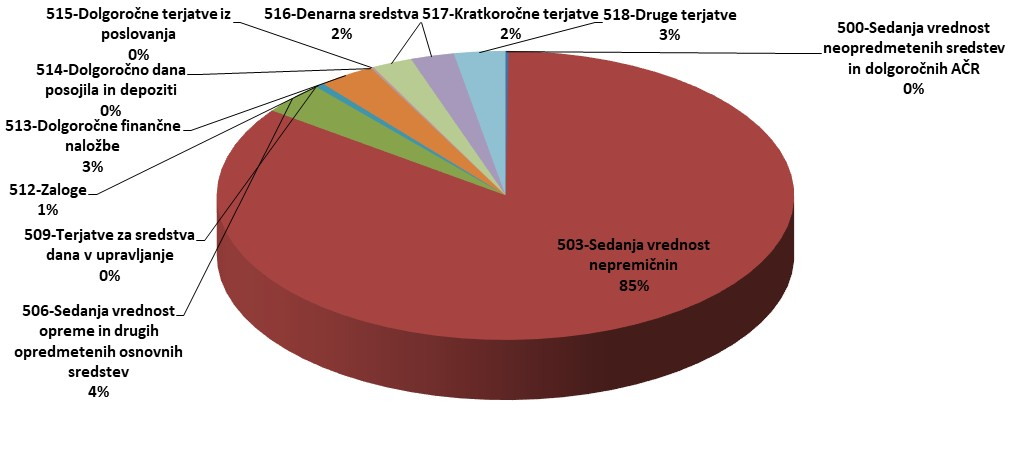 515-Dolgoročne terjatve iz
poslovanja
0%
516-Denarna sredstva
2%
517-Kratkoročne terjatve
2%
518-Druge terjatve
3%
500-Sedanja vrednost
neopredmetenih sredstev
in dolgoročnih AČR
0%
514-Dolgoročno dana
posojila in depoziti
0%
513-Dolgoročne finančne
naložbe
3%
512-Zaloge
1%
509-Terjatve za sredstva
dana v upravljanje
0%
506-Sedanja vrednost
opreme in drugih
opredmetenih osnovnih
sredstev
4%
503-Sedanja vrednost
nepremičnin
85%